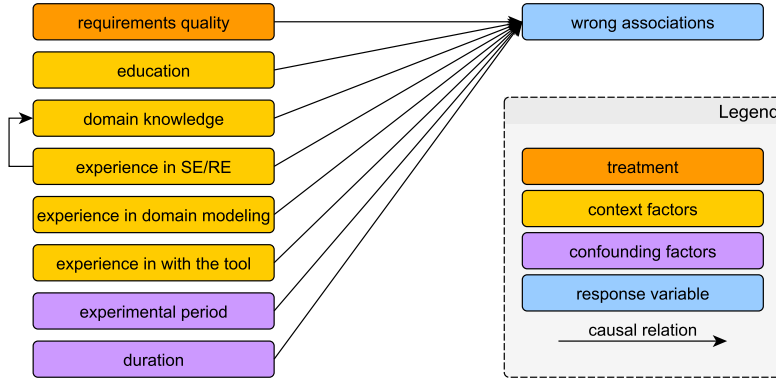 requirements quality
wrong associations
education
domain knowledge
experience in SE/RE
experience in domain modeling
experience in with the tool
experimental period
duration
Legend
treatment
context factors
confounding factors
response variable
causal relation